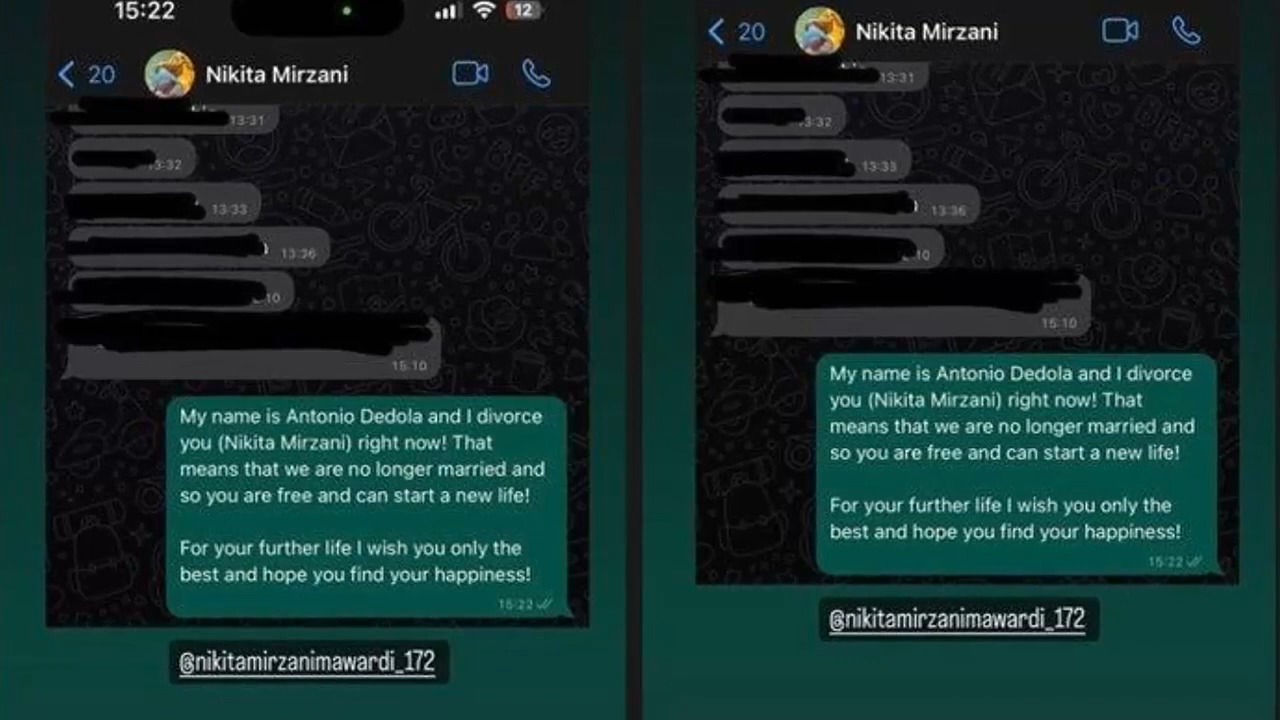 15:22
12
20
Nikita Mirzani
13:31
13:32
13:33
13:36
15:10
My name is Antonio Dedola and I divorce
you (Nikita Mirzani) right now! That
means that we are no longer married and
so you are free and can start a new life!
For your further life I wish you only the
best and hope you find your happiness!
15:22
@nikitamirzanimawardi_172
20
Nikita Mirzani
13:31
13:32
13:33
13:36
15:10
My name is Antonio Dedola and I divorce
you (Nikita Mirzani) right now! That
means that we are no longer married and
so you are free and can start a new life!
For your further life I wish you only the
best and hope you find your happiness!
15:22
@nikitamirzanimawardi_172